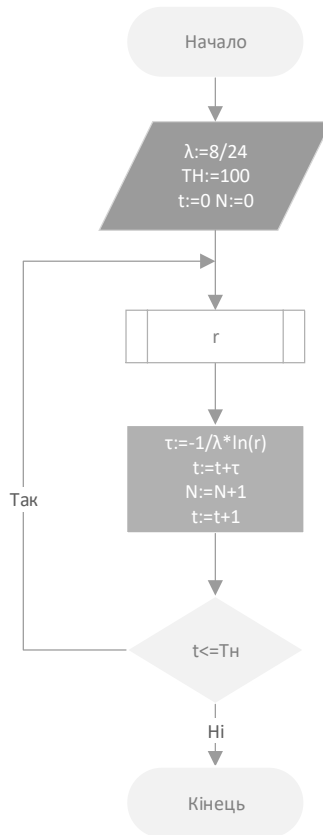 Начало
λ:=8/24
TH:=100
t:=0 N:=0
r
τ:=-1/λ*ln(r)
t:=t+τ
N:=N+1
t:=t+1
Так
t<=Tн
Ні
Кінець